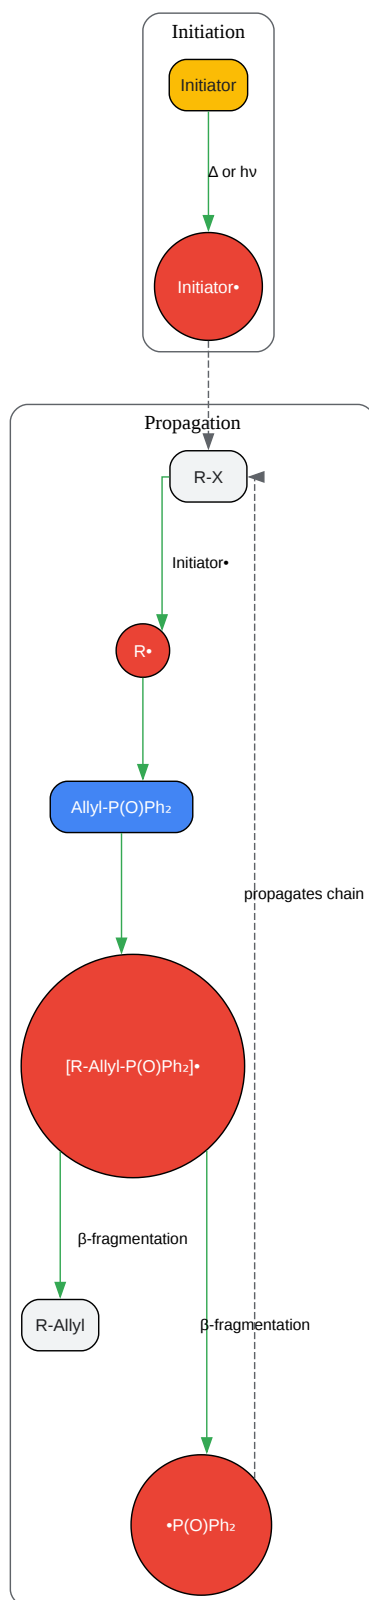 Initiation
Initiator
Δ or hν
Initiator•
Propagation
R-X
Initiator•
R•
Allyl-P(O)Ph₂
propagates chain
[R-Allyl-P(O)Ph₂]•
β-fragmentation
R-Allyl
β-fragmentation
•P(O)Ph₂